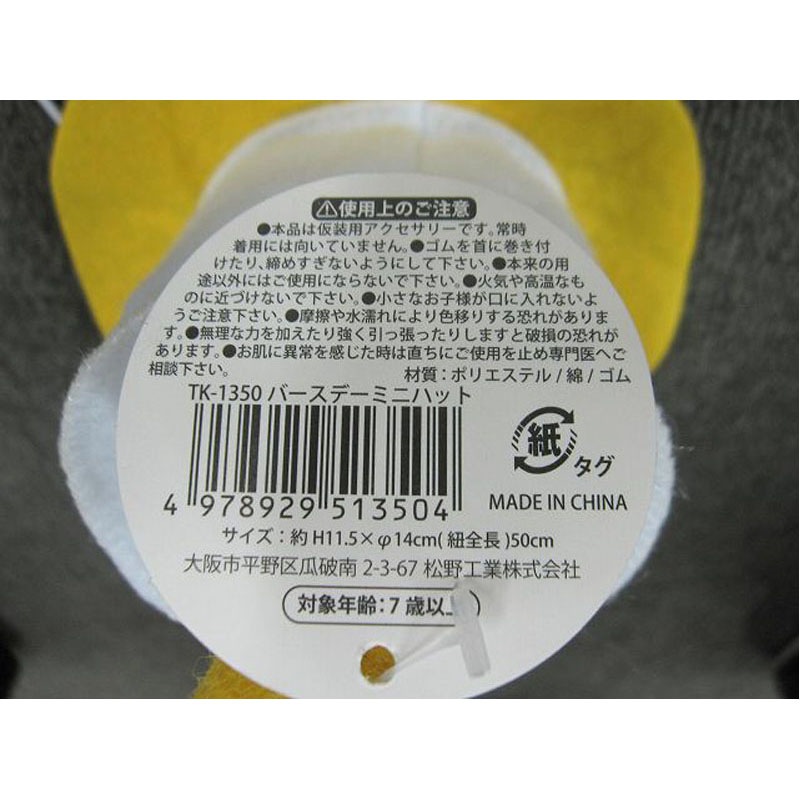 ⚠使用上のご注意
●本品は仮装用アクセサリーです。常時
着用には向いていません。●ゴムを首に巻き付
けたり、締めすぎないようにして下さい。●本来の用
途以外にはご使用にならないで下さい。●火気や高温なも
のに近づけないで下さい。●小さなお子様が口に入れないよ
うご注意下さい。●摩擦や水濡れにより色移りする恐れがありま
す。●無理な力を加えたり強く引っ張ったりしますと破損の恐れが
あります。●お肌に異常を感じた時は直ちにご使用を止め専門医へご
相談下さい。
材質:ポリエステル/綿/ゴム
TK-1350 バースデーミニハット
4 978929 513504
紙
タグ
MADE IN CHINA
サイズ:約 H11.5×φ14cm(紐全長)50cm
大阪市平野区瓜破南 2-3-67 松野工業株式会社
対象年齢:7 歳以上